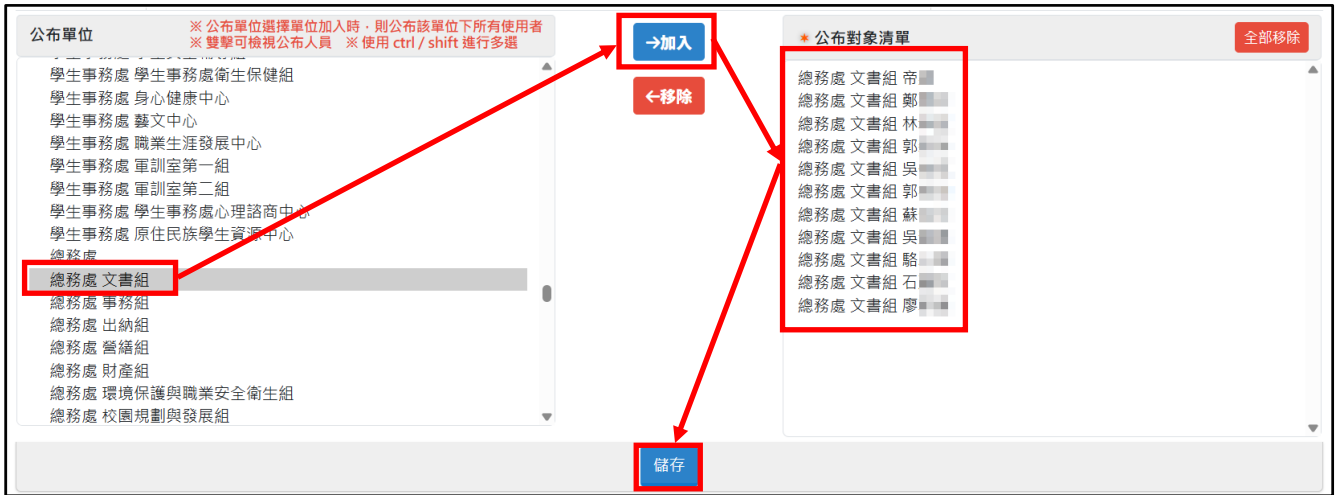 公布單位
※ 公布單位選擇單位加入時，則公布該單位下所有使用者
※ 雙擊可檢視公布人員 ※ 使用 ctrl / shift 進行多選
學生事務處 學生事務處衛生保健組
學生事務處 身心健康中心
學生事務處 藝文中心
學生事務處 職業生涯發展中心
學生事務處 軍訓室第一組
學生事務處 軍訓室第二組
學生事務處 學生事務處心理諮商中心
學生事務處 原住民族學生資源中心
總務處
總務處 文書組
總務處 事務組
總務處 出納組
總務處 營繕組
總務處 財產組
總務處 環境保護與職業安全衛生組
總務處 校園規劃與發展組
→加入
←移除
✶ 公布對象清單
全部移除
總務處 文書組 帝
總務處 文書組 鄭
總務處 文書組 林
總務處 文書組 郭
總務處 文書組 吳
總務處 文書組 郭
總務處 文書組 蘇
總務處 文書組 吳
總務處 文書組 駱
總務處 文書組 石
總務處 文書組 廖
儲存